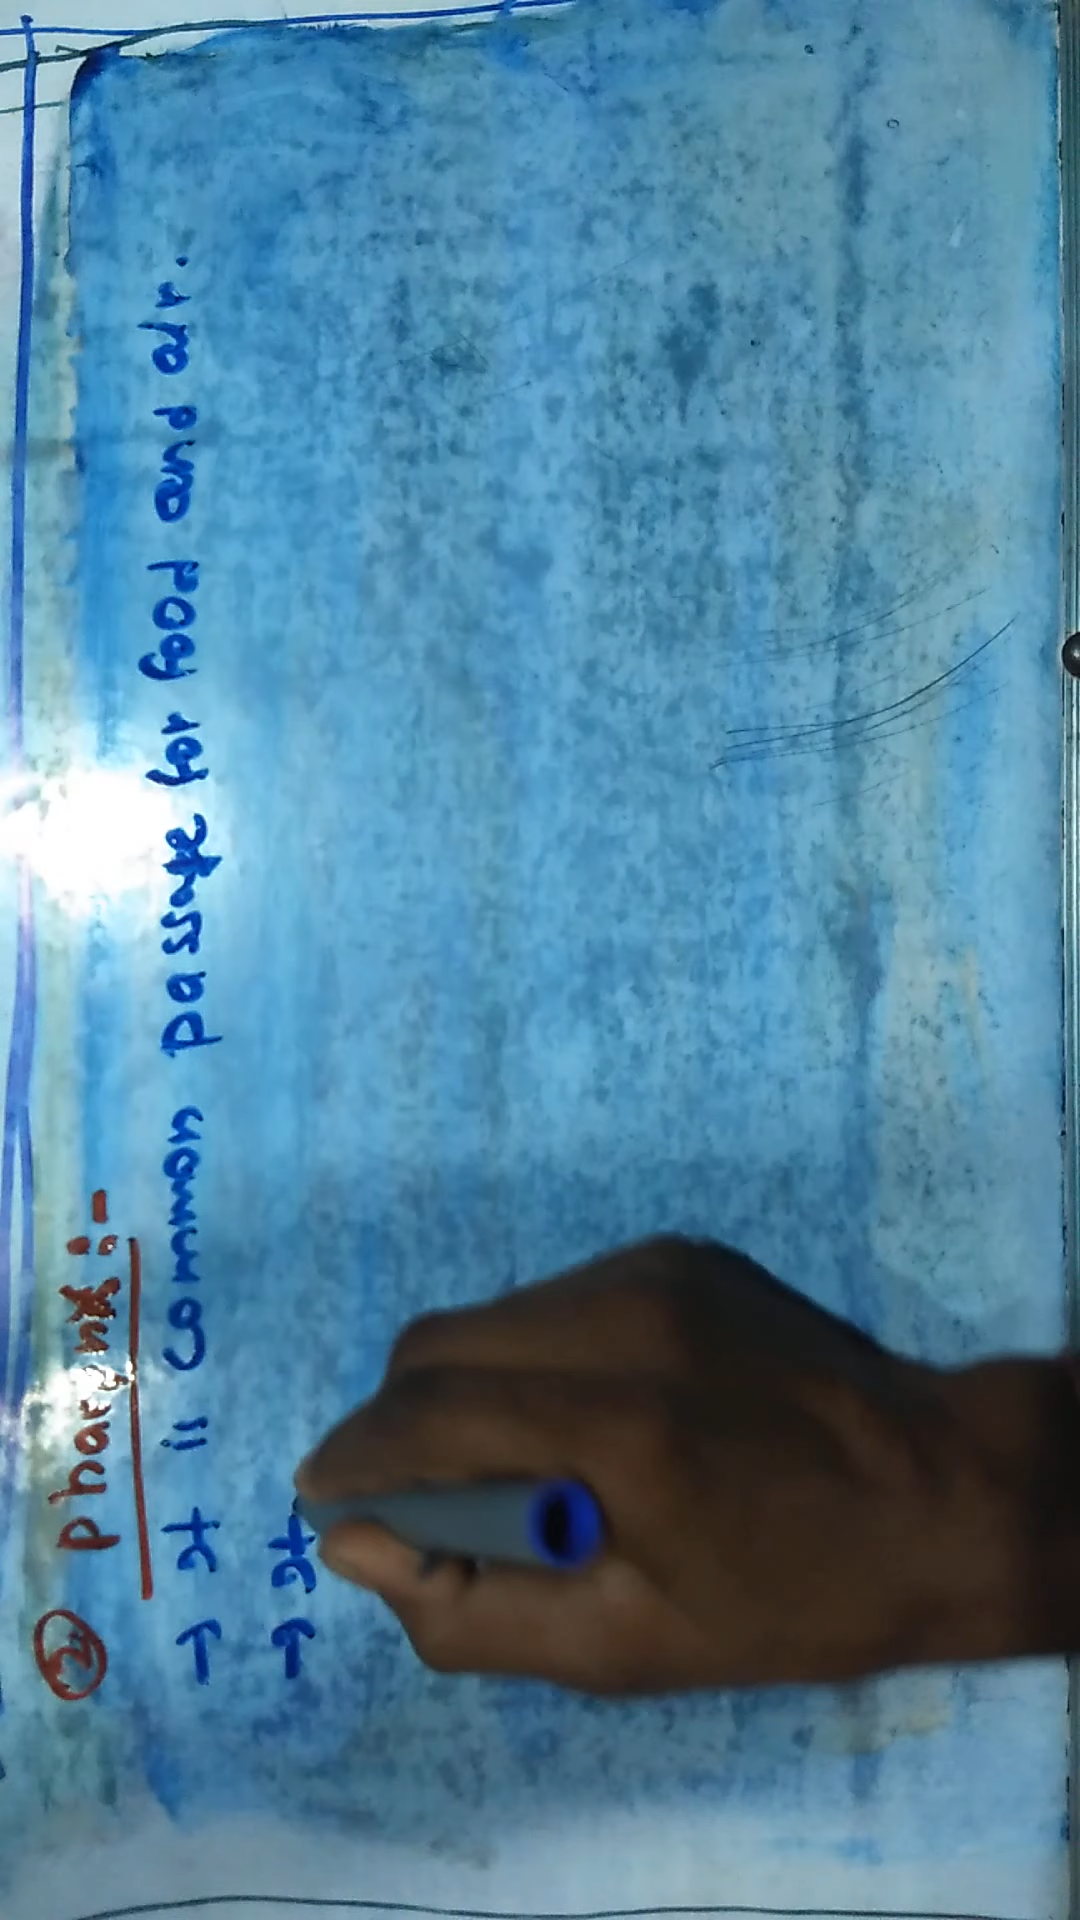 ② Pharynx :-
→ It is common passage for food and air.
→ It